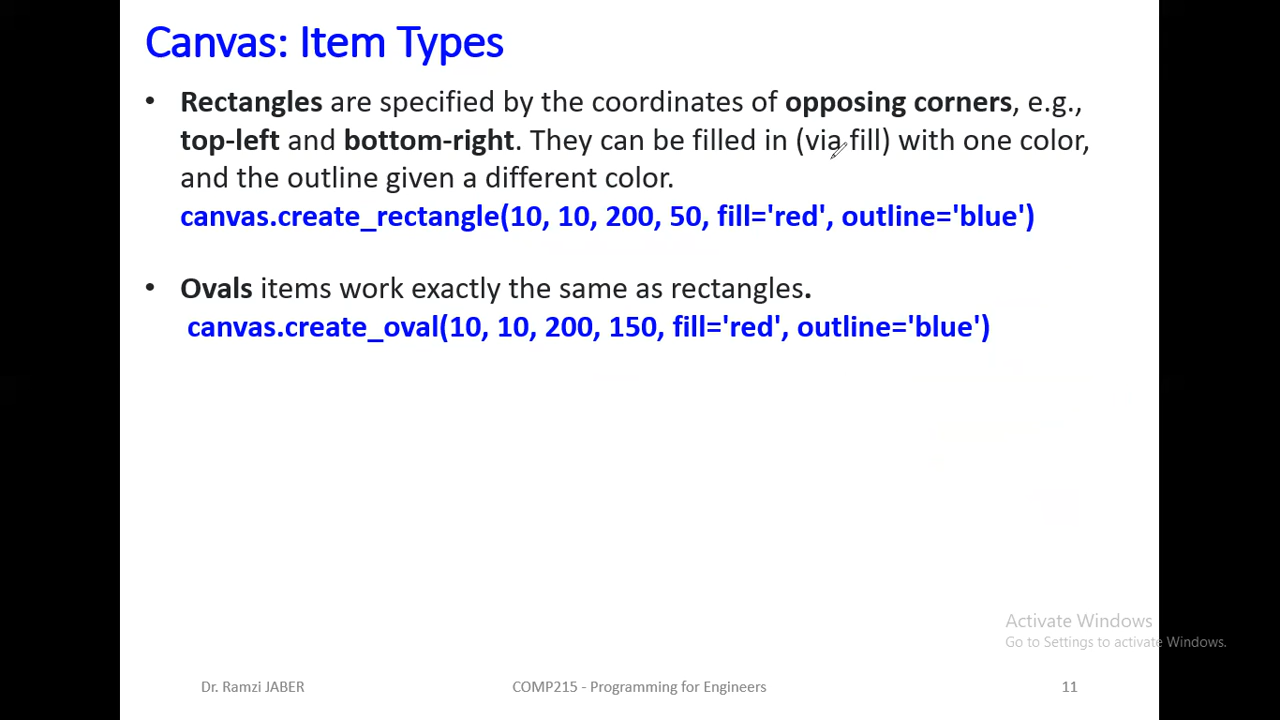 Canvas: Item Types
• Rectangles are specified by the coordinates of opposing corners, e.g.,
top-left and bottom-right. They can be filled in (via fill) with one color,
and the outline given a different color.
canvas.create_rectangle(10, 10, 200, 50, fill='red', outline='blue')
• Ovals items work exactly the same as rectangles.
canvas.create_oval(10, 10, 200, 150, fill='red', outline='blue')
Activate Windows
Go to Settings to activate Windows.
Dr. Ramzi JABER COMP215 - Programming for Engineers 11